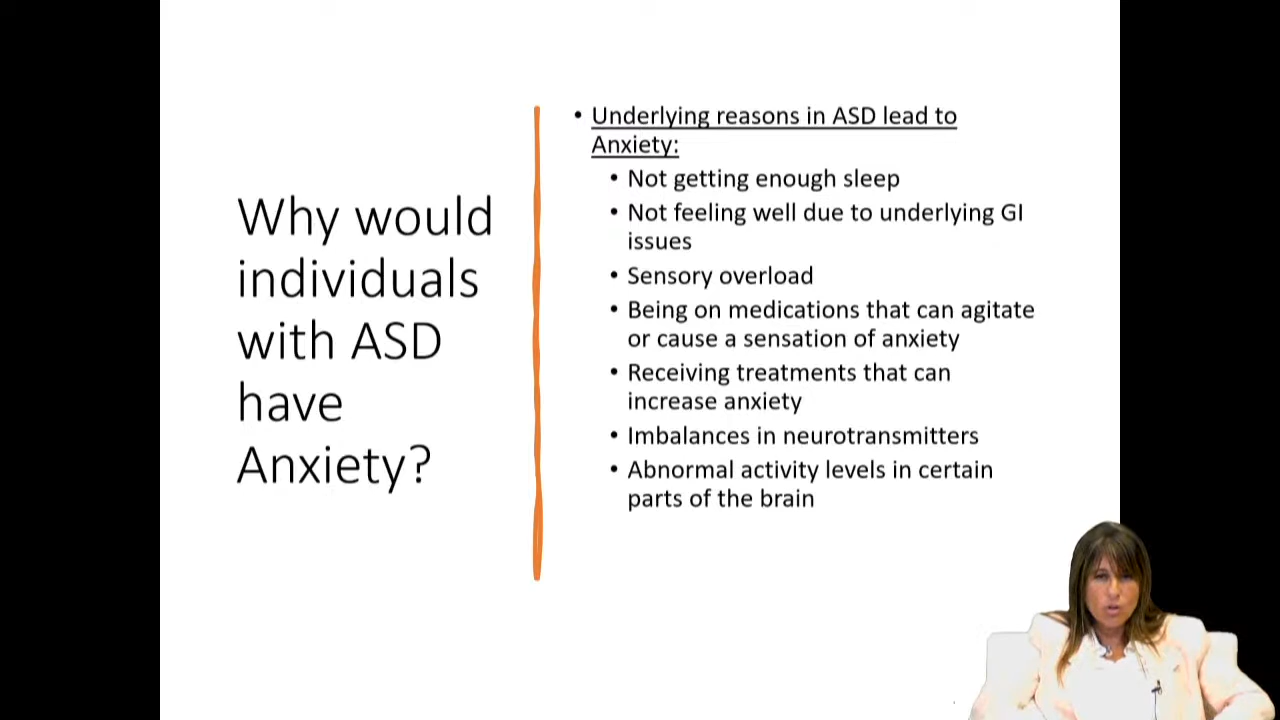 Why would
individuals
with ASD
have
Anxiety?
• Underlying reasons in ASD lead to
Anxiety:
• Not getting enough sleep
• Not feeling well due to underlying GI
issues
• Sensory overload
• Being on medications that can agitate
or cause a sensation of anxiety
• Receiving treatments that can
increase anxiety
• Imbalances in neurotransmitters
• Abnormal activity levels in certain
parts of the brain